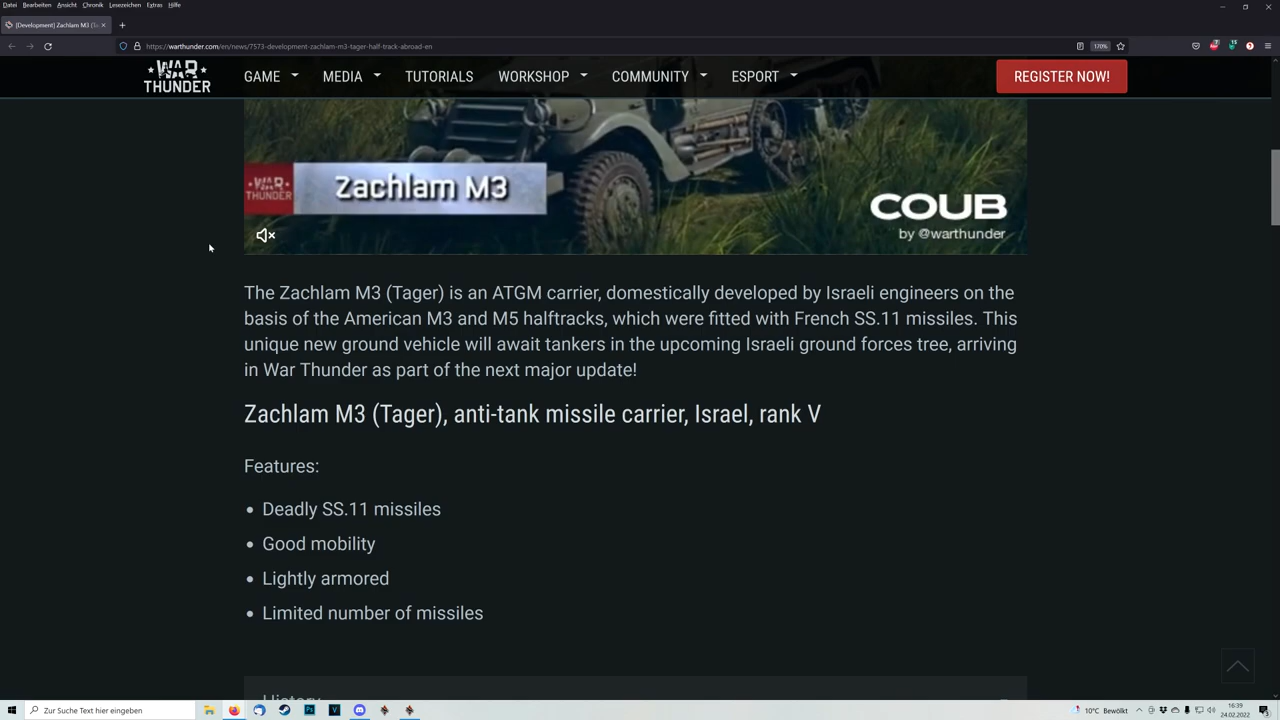 Datei Bearbeiten Ansicht Chronik Lesezeichen Extras Hilfe
[Development] Zachlam M3 (Ta
https://warthunder.com/en/news/7573-development-zachlam-m3-tager-half-track-abroad-en
170%
WAR THUNDER
GAME MEDIA TUTORIALS WORKSHOP COMMUNITY ESPORT REGISTER NOW!
WAR THUNDER
Zachlam M3
COUB
by @warthunder
The Zachlam M3 (Tager) is an ATGM carrier, domestically developed by Israeli engineers on the
basis of the American M3 and M5 halftracks, which were fitted with French SS.11 missiles. This
unique new ground vehicle will await tankers in the upcoming Israeli ground forces tree, arriving
in War Thunder as part of the next major update!
Zachlam M3 (Tager), anti-tank missile carrier, Israel, rank V
Features:
Deadly SS.11 missiles
Good mobility
Lightly armored
Limited number of missiles
History
Zur Suche Text hier eingeben
10°C Bewölkt
16:39
24.02.2022